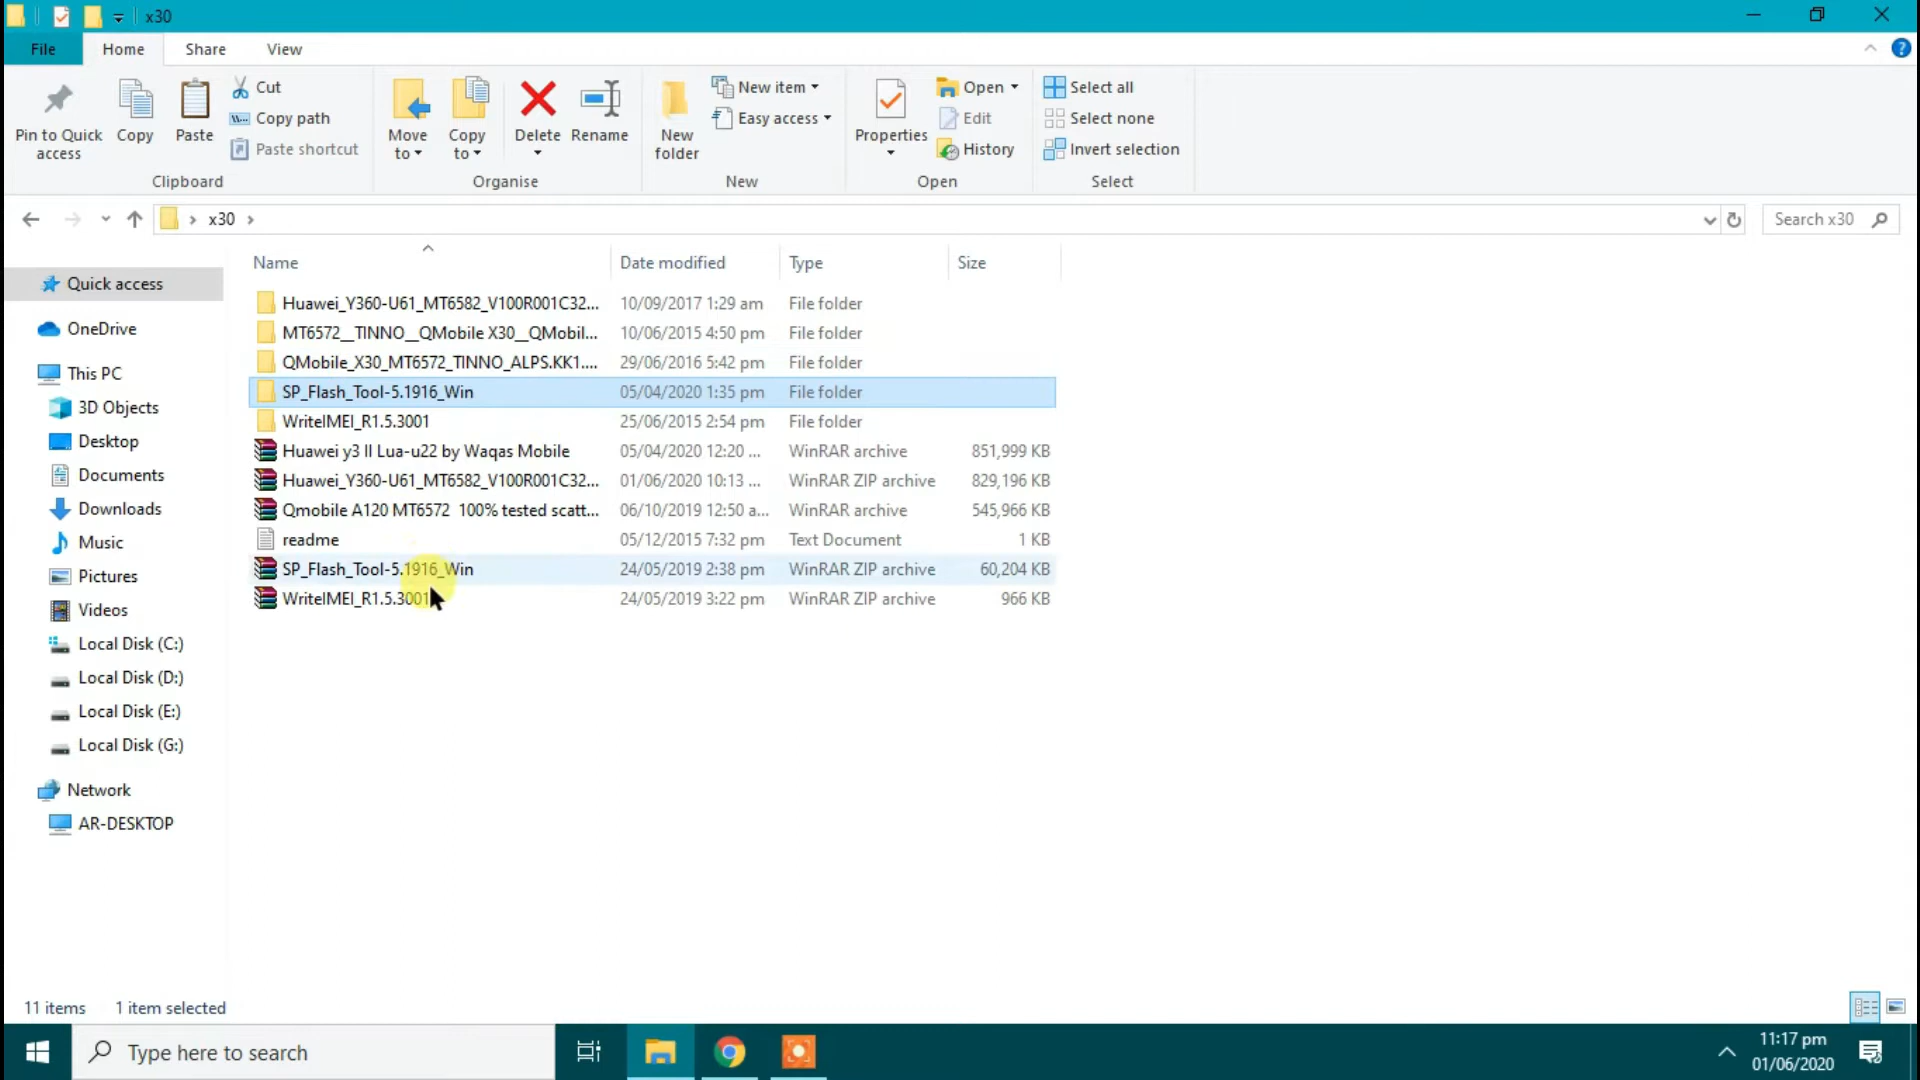 x30
File Home Share View
Pin to Quick access
Copy
Paste
Cut
Copy path
Paste shortcut
Clipboard
Move to
Copy to
Delete
Rename
Organise
New folder
New item
Easy access
New
Properties
Open
Edit
History
Open
Select all
Select none
Invert selection
Select
x30
Search x30
Name Date modified Type Size
Quick access
OneDrive
This PC
3D Objects
Desktop
Documents
Downloads
Music
Pictures
Videos
Local Disk (C:)
Local Disk (D:)
Local Disk (E:)
Local Disk (G:)
Network
AR-DESKTOP
Huawei_Y360-U61_MT6582_V100R001C32... 10/09/2017 1:29 am File folder
MT6572__TINNO__QMobile X30__QMobil... 10/06/2015 4:50 pm File folder
QMobile_X30_MT6572_TINNO_ALPS.KK1.... 29/06/2016 5:42 pm File folder
SP_Flash_Tool-5.1916_Win 05/04/2020 1:35 pm File folder
WriteIMEI_R1.5.3001 25/06/2015 2:54 pm File folder
Huawei y3 II Lua-u22 by Waqas Mobile 05/04/2020 12:20 ... WinRAR archive 851,999 KB
Huawei_Y360-U61_MT6582_V100R001C32... 01/06/2020 10:13 ... WinRAR ZIP archive 829,196 KB
Qmobile A120 MT6572 100% tested scatt... 06/10/2019 12:50 a... WinRAR archive 545,966 KB
readme 05/12/2015 7:32 pm Text Document 1 KB
SP_Flash_Tool-5.1916_Win 24/05/2019 2:38 pm WinRAR ZIP archive 60,204 KB
WriteIMEI_R1.5.3001 24/05/2019 3:22 pm WinRAR ZIP archive 966 KB
11 items 1 item selected
Type here to search
11:17 pm
01/06/2020